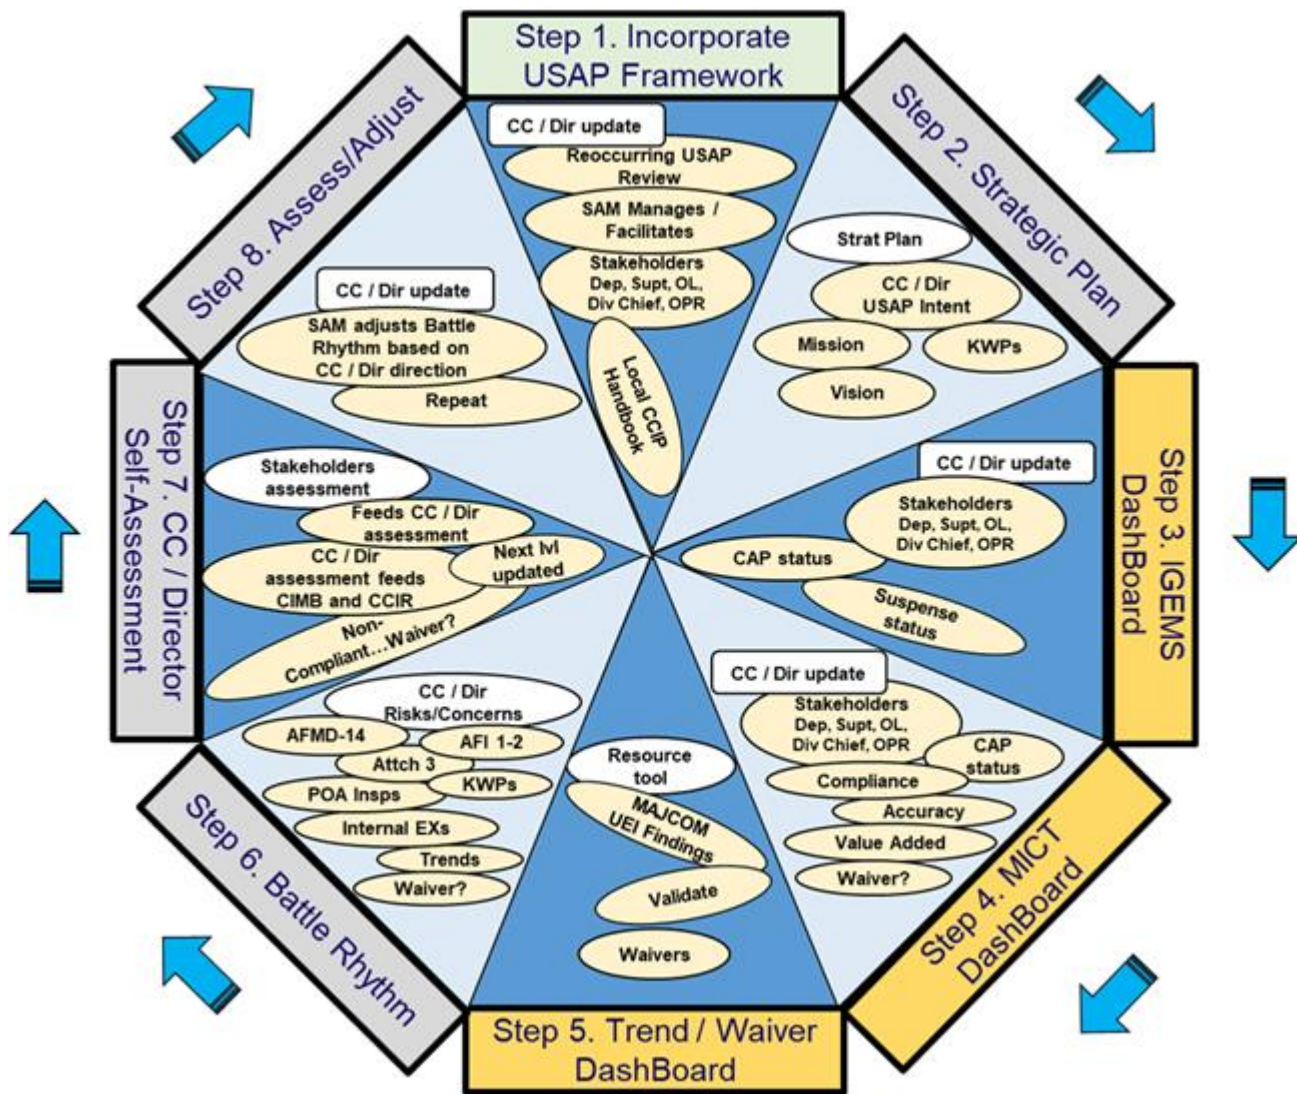 Step 1. Incorporate
USAP Framework
CC / Dir update
Reoccurring USAP
Review
SAM Manages /
Facilitates
Stakeholders
Dep, Supt, OL,
Div Chief, OPR
Local CCIP
Handbook
Step 2. Strategic Plan
Strat Plan
CC / Dir
USAP Intent
Mission
KWPs
Vision
Step 3. IGEMS
DashBoard
CC / Dir update
Stakeholders
Dep, Supt, OL,
Div Chief, OPR
CAP status
Suspense
status
Step 4. MICT
DashBoard
CC / Dir update
Stakeholders
Dep, Supt, OL,
Div Chief, OPR
CAP
status
Compliance
Accuracy
Value Added
Waiver?
Step 5. Trend / Waiver
DashBoard
Resource
tool
MAJCOM
UEI Findings
Validate
Waivers
Step 6. Battle Rhythm
CC / Dir
Risks/Concerns
AFMD-14
AFI 1-2
Attch 3
KWPs
POA Insps
Internal EXs
Trends
Waiver?
Step 7. CC / Director
Self-Assessment
Stakeholders
assessment
Feeds CC / Dir
assessment
Next lvl
updated
CC / Dir
assessment feeds
CIMB and CCIR
Non-
Compliant...Waiver?
Step 8. Assess/Adjust
CC / Dir update
SAM adjusts Battle
Rhythm based on
CC / Dir direction
Repeat